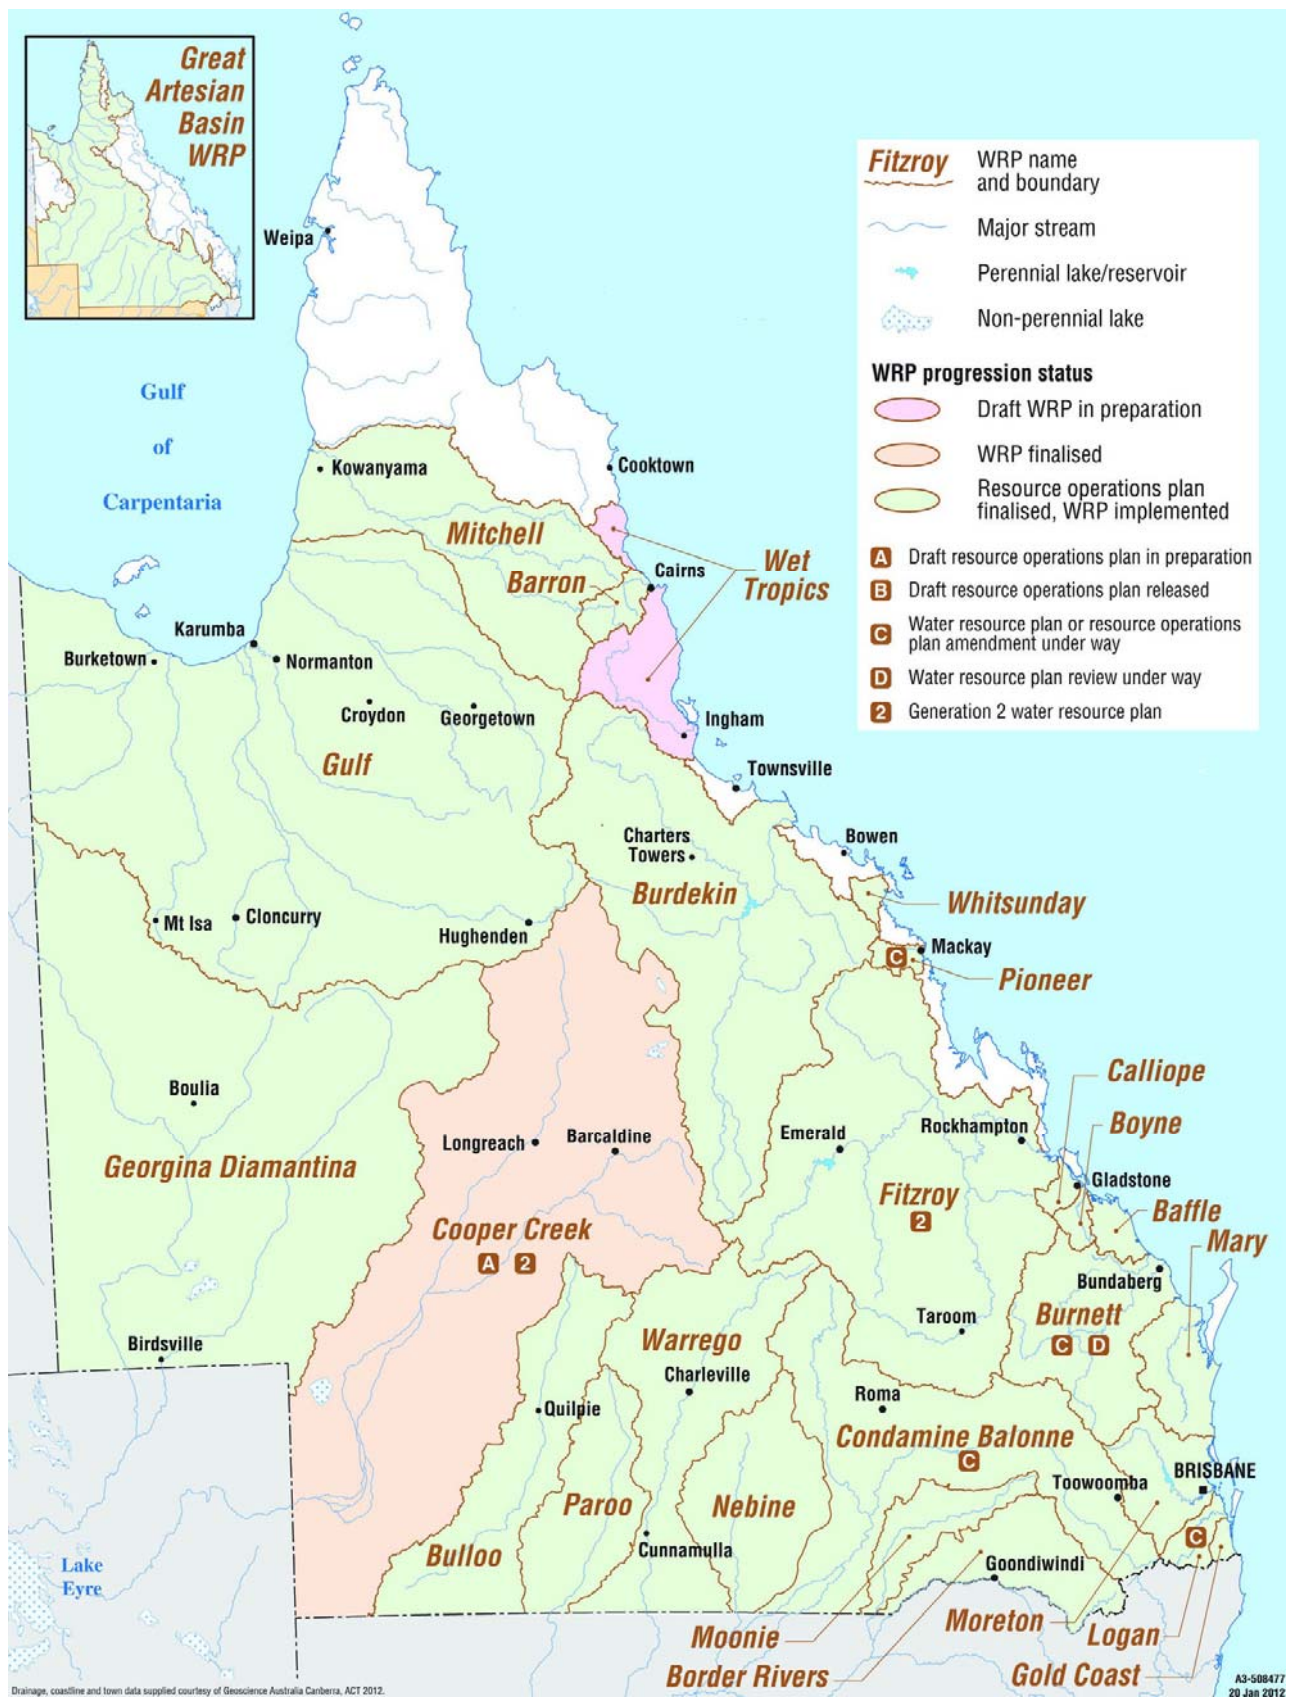 Great
Artesian
Basin
WRP
Fitzroy
WRP name
and boundary
Major stream
Perennial lake/reservoir
Non-perennial lake
WRP progression status
Draft WRP in preparation
WRP finalised
Resource operations plan
finalised, WRP implemented
A Draft resource operations plan in preparation
B Draft resource operations plan released
C Water resource plan or resource operations
plan amendment under way
D Water resource plan review under way
2 Generation 2 water resource plan
Weipa
Gulf
of
Carpentaria
Kowanyama
Cooktown
Mitchell
Wet
Tropics
Barron
Cairns
Karumba
Burketown
Normanton
Croydon
Georgetown
Ingham
Gulf
Townsville
Charters
Towers
Bowen
Burdekin
Whitsunday
Mt Isa
Cloncurry
Hughenden
Mackay
C
Pioneer
Calliope
Boulia
Boyne
Longreach
Barcaldine
Emerald
Rockhampton
Georgina Diamantina
Gladstone
Fitzroy
2
Baffle
Cooper Creek
A 2
Mary
Bundaberg
Burnett
C D
Taroom
Birdsville
Warrego
Charleville
Roma
Quilpie
Condamine Balonne
C
BRISBANE
Toowoomba
Paroo
Nebine
C
Cunnamulla
Bulloo
Goondiwindi
Lake
Eyre
Moreton
Logan
Moonie
Border Rivers
Gold Coast
Drainage, coastline and town data supplied courtesy of Geoscience Australia Canberra, ACT 2012.
A3-508477
20 Jan 2012